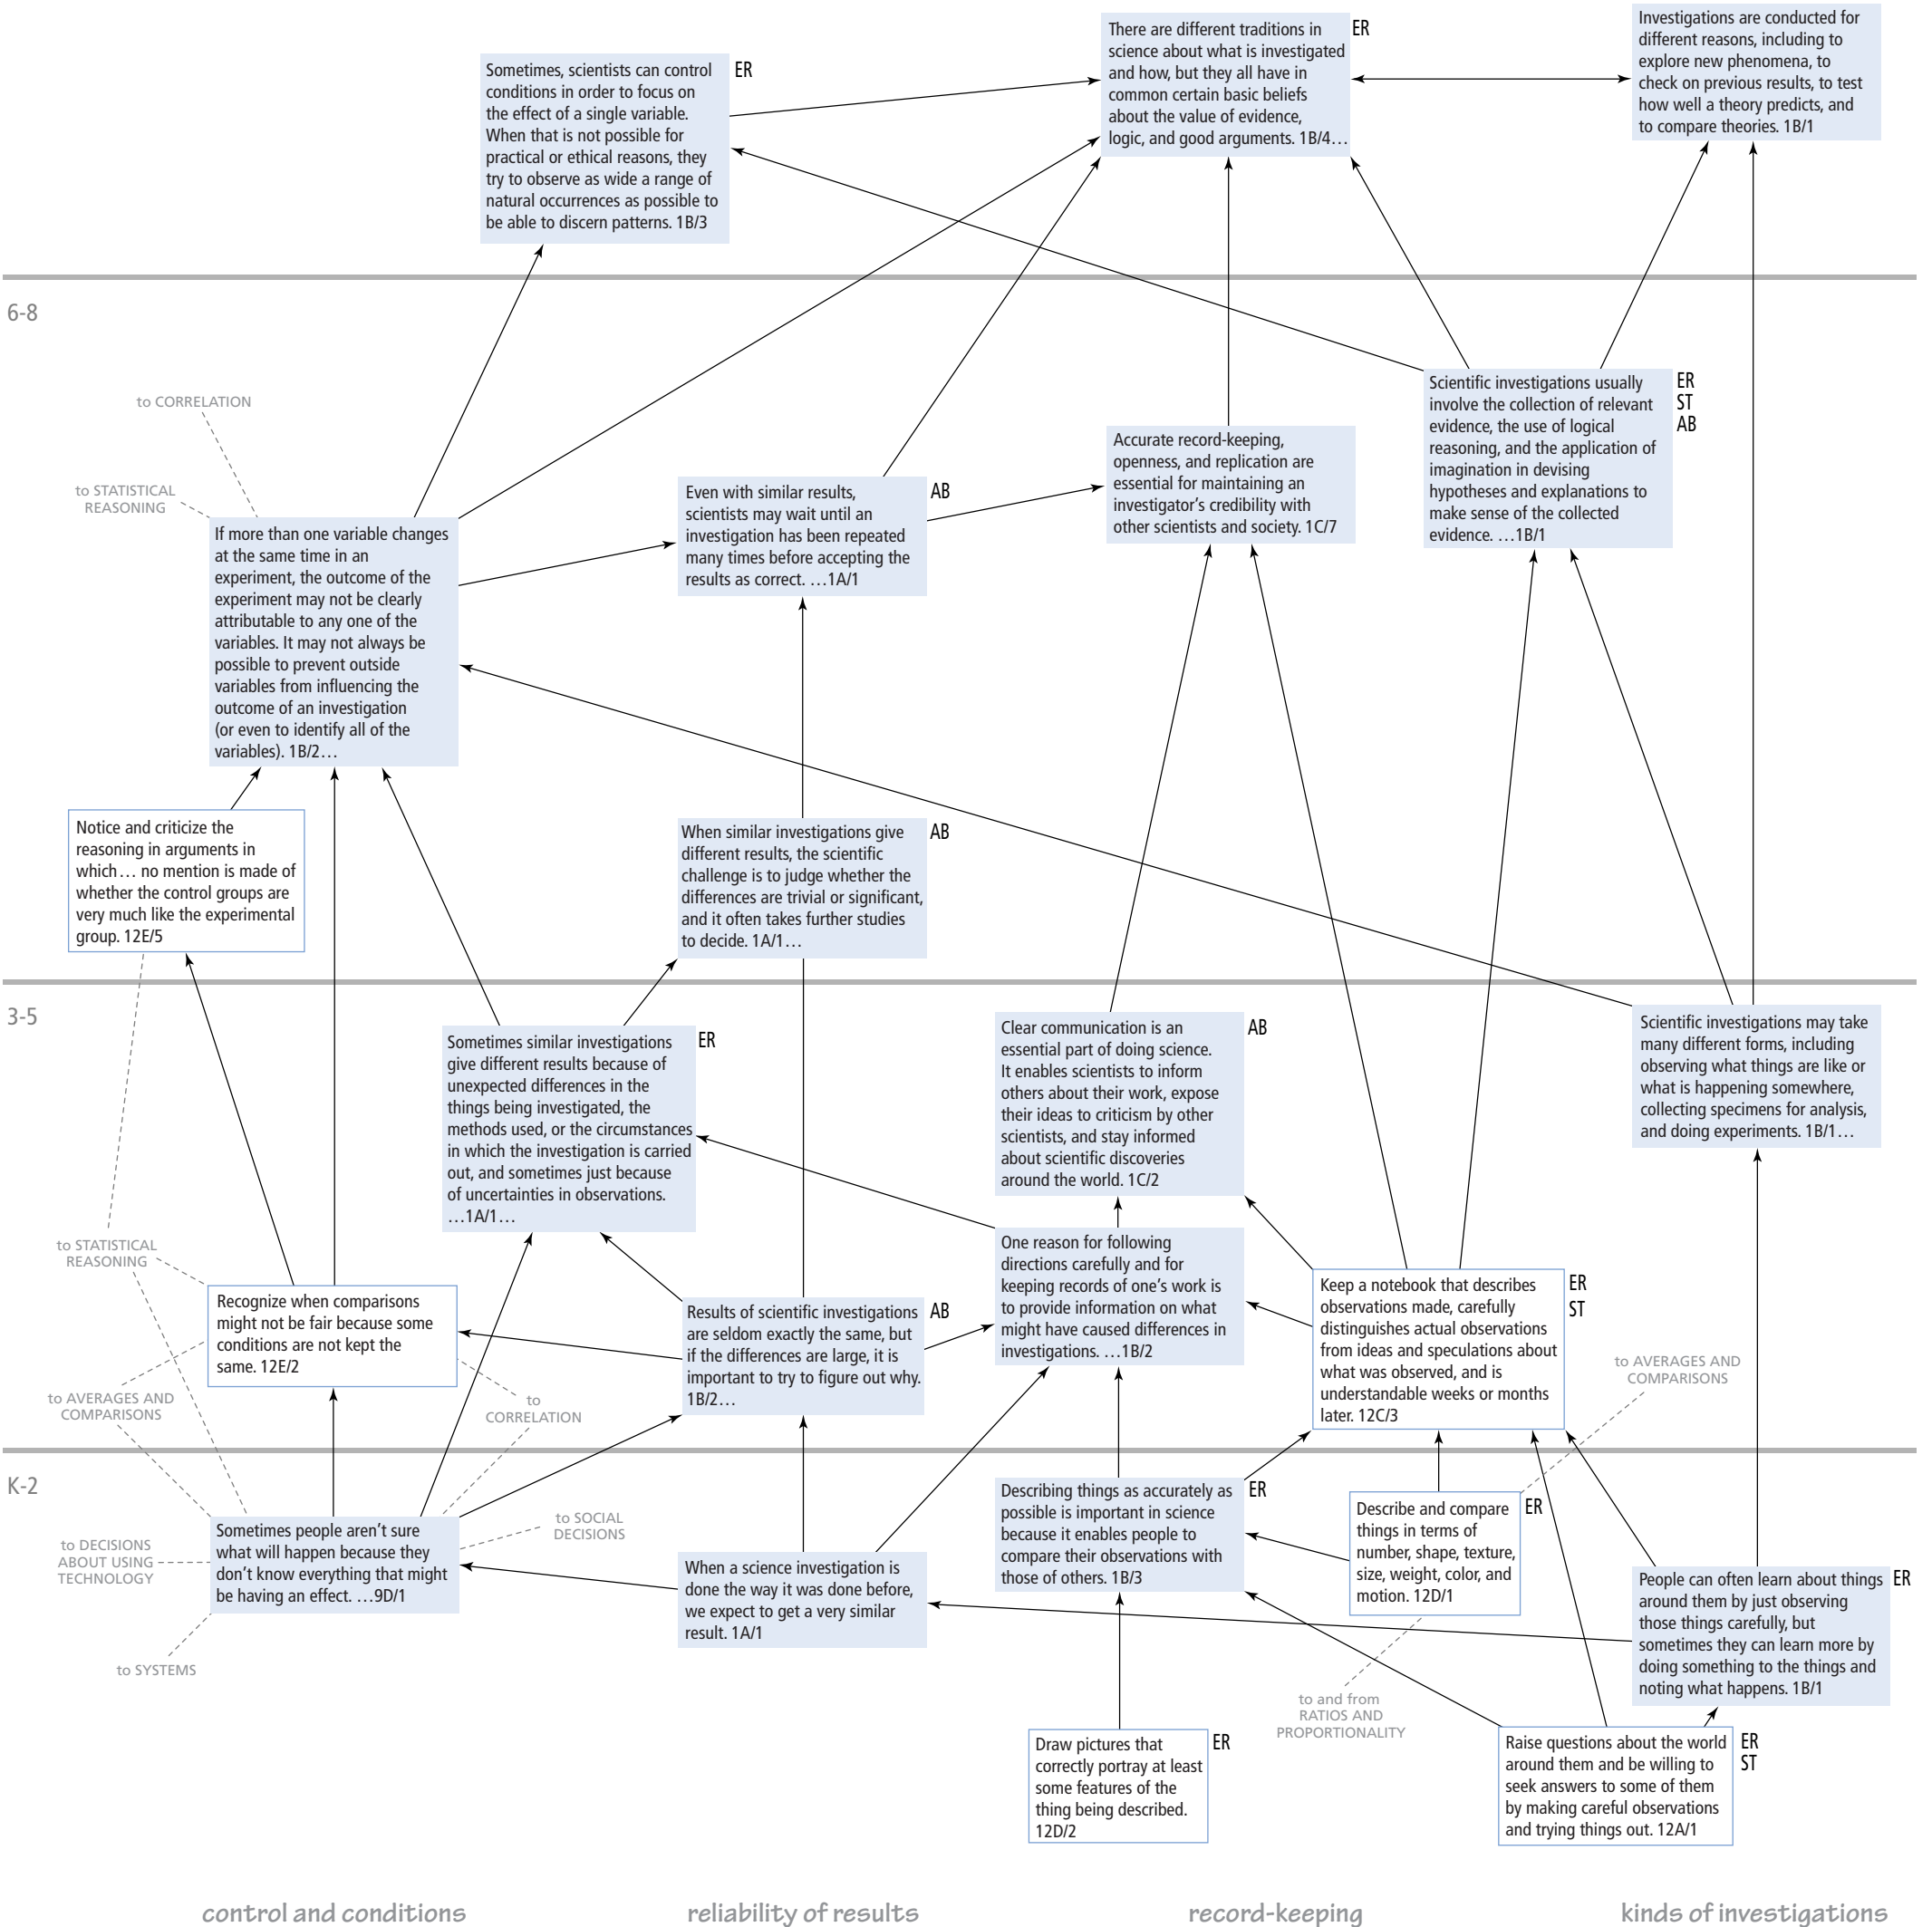 Sometimes, scientists can control
conditions in order to focus on
the effect of a single variable.
When that is not possible for
practical or ethical reasons, they
try to observe as wide a range of
natural occurrences as possible to
be able to discern patterns. 1B/3
ER
There are different traditions in
science about what is investigated
and how, but they all have in
common certain basic beliefs
about the value of evidence,
logic, and good arguments. 1B/4…
ER
Investigations are conducted for
different reasons, including to
explore new phenomena, to
check on previous results, to test
how well a theory predicts, and
to compare theories. 1B/1
6-8
to CORRELATION
to STATISTICAL
REASONING
If more than one variable changes
at the same time in an
experiment, the outcome of the
experiment may not be clearly
attributable to any one of the
variables. It may not always be
possible to prevent outside
variables from influencing the
outcome of an investigation
(or even to identify all of the
variables). 1B/2…
Even with similar results,
scientists may wait until an
investigation has been repeated
many times before accepting the
results as correct. …1A/1
AB
Accurate record-keeping,
openness, and replication are
essential for maintaining an
investigator's credibility with
other scientists and society. 1C/7
Scientific investigations usually
involve the collection of relevant
evidence, the use of logical
reasoning, and the application of
imagination in devising
hypotheses and explanations to
make sense of the collected
evidence. …1B/1
ER
ST
AB
Notice and criticize the
reasoning in arguments in
which… no mention is made of
whether the control groups are
very much like the experimental
group. 12E/5
When similar investigations give
different results, the scientific
challenge is to judge whether the
differences are trivial or significant,
and it often takes further studies
to decide. 1A/1…
AB
3-5
Sometimes similar investigations
give different results because of
unexpected differences in the
things being investigated, the
methods used, or the circumstances
in which the investigation is carried
out, and sometimes just because
of uncertainties in observations.
…1A/1…
ER
Clear communication is an
essential part of doing science.
It enables scientists to inform
others about their work, expose
their ideas to criticism by other
scientists, and stay informed
about scientific discoveries
around the world. 1C/2
AB
Scientific investigations may take
many different forms, including
observing what things are like or
what is happening somewhere,
collecting specimens for analysis,
and doing experiments. 1B/1…
to STATISTICAL
REASONING
Recognize when comparisons
might not be fair because some
conditions are not kept the
same. 12E/2
Results of scientific investigations
are seldom exactly the same, but
if the differences are large, it is
important to try to figure out why.
1B/2…
AB
One reason for following
directions carefully and for
keeping records of one's work is
to provide information on what
might have caused differences in
investigations. …1B/2
Keep a notebook that describes
observations made, carefully
distinguishes actual observations
from ideas and speculations about
what was observed, and is
understandable weeks or months
later. 12C/3
ER
ST
to AVERAGES AND
COMPARISONS
to AVERAGES AND
COMPARISONS
to
CORRELATION
K-2
to DECISIONS
ABOUT USING
TECHNOLOGY
Sometimes people aren't sure
what will happen because they
don't know everything that might
be having an effect. …9D/1
to SOCIAL
DECISIONS
to SYSTEMS
When a science investigation is
done the way it was done before,
we expect to get a very similar
result. 1A/1
Describing things as accurately as
possible is important in science
because it enables people to
compare their observations with
those of others. 1B/3
ER
Describe and compare
things in terms of
number, shape, texture,
size, weight, color, and
motion. 12D/1
ER
People can often learn about things
around them by just observing
those things carefully, but
sometimes they can learn more by
doing something to the things and
noting what happens. 1B/1
ER
to and from
RATIOS AND
PROPORTIONALITY
Draw pictures that
correctly portray at least
some features of the
thing being described.
12D/2
ER
Raise questions about the world
around them and be willing to
seek answers to some of them
by making careful observations
and trying things out. 12A/1
ER
ST
control and conditions
reliability of results
record-keeping
kinds of investigations